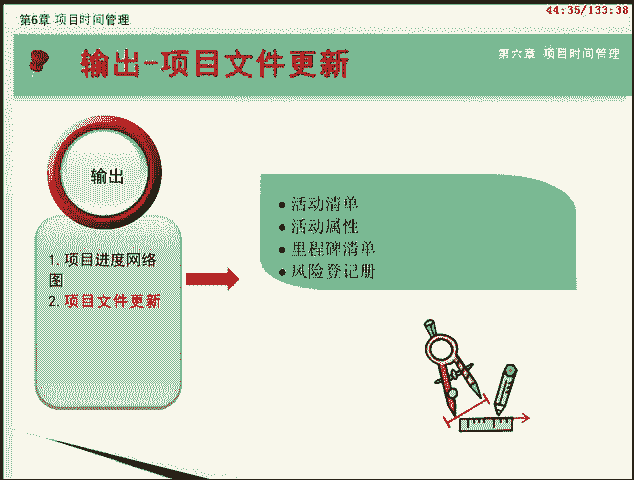 第6章 项目时间管理
44:35/133:38
输出-项目文件更新
第六章 项目时间管理
输出
1.项目进度网络
图
2.项目文件更新
● 活动清单
● 活动属性
● 里程碑清单
● 风险登记册